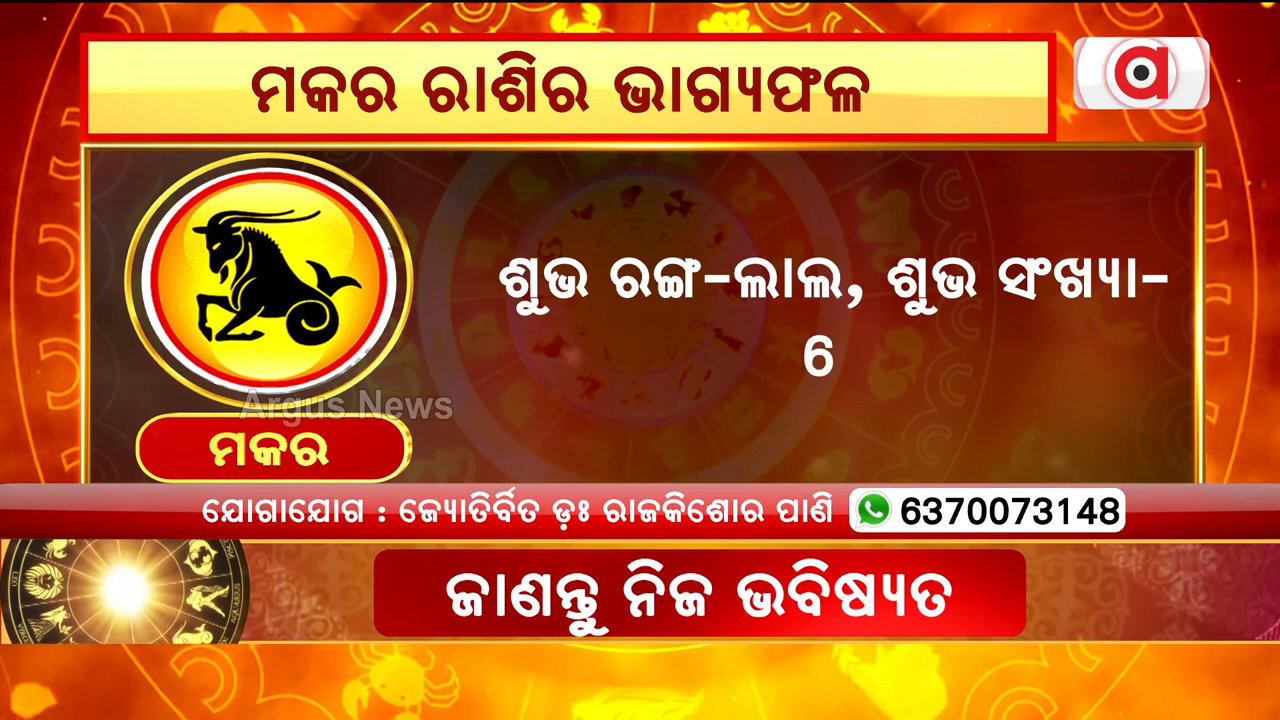 ମକର ରାଶିର ଭାଗ୍ୟଫଳ
ଶୁଭ ରଙ୍ଗ-ଲାଲ, ଶୁଭ ସଂଖ୍ୟା-
6
Argus News
ମକର
ଯୋଗାଯୋଗ : ଜ୍ୟୋତିର୍ବିତ ଡ଼ଃ ରାଜକିଶୋର ପାଣି 6370073148
ଜାଣନ୍ତୁ ନିଜ ଭବିଷ୍ୟତ